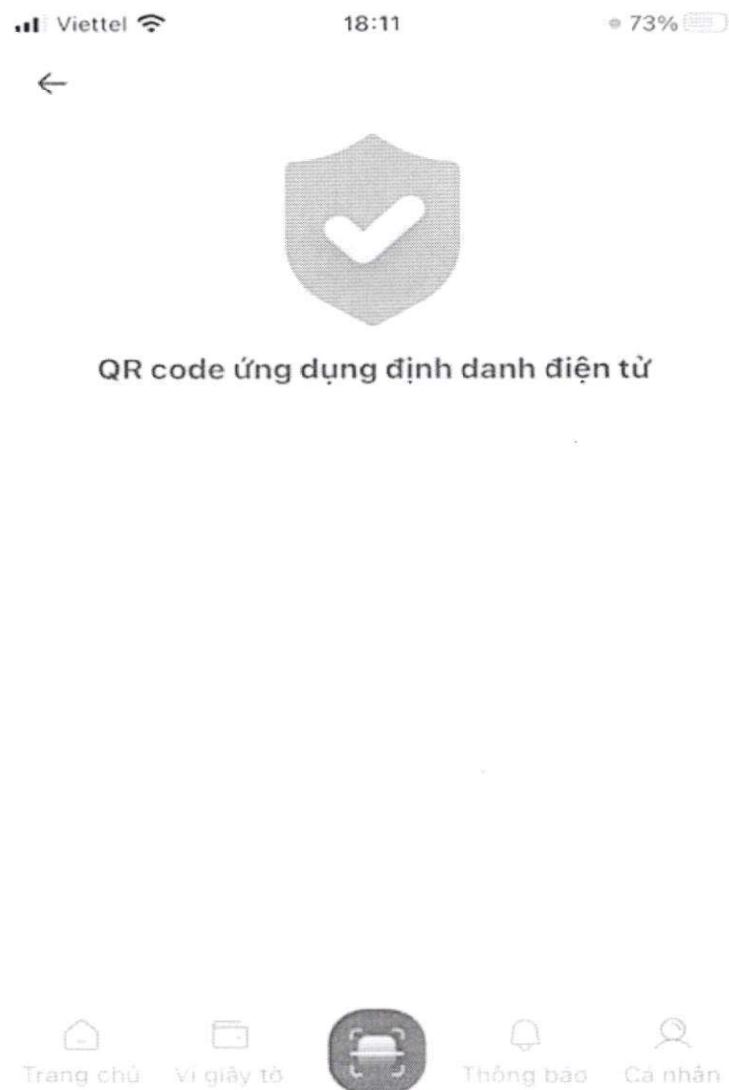 Viettel 18:11 73%
QR code ứng dụng định danh điện tử
Trang chủ Ví giấy tờ Thông báo Cá nhân